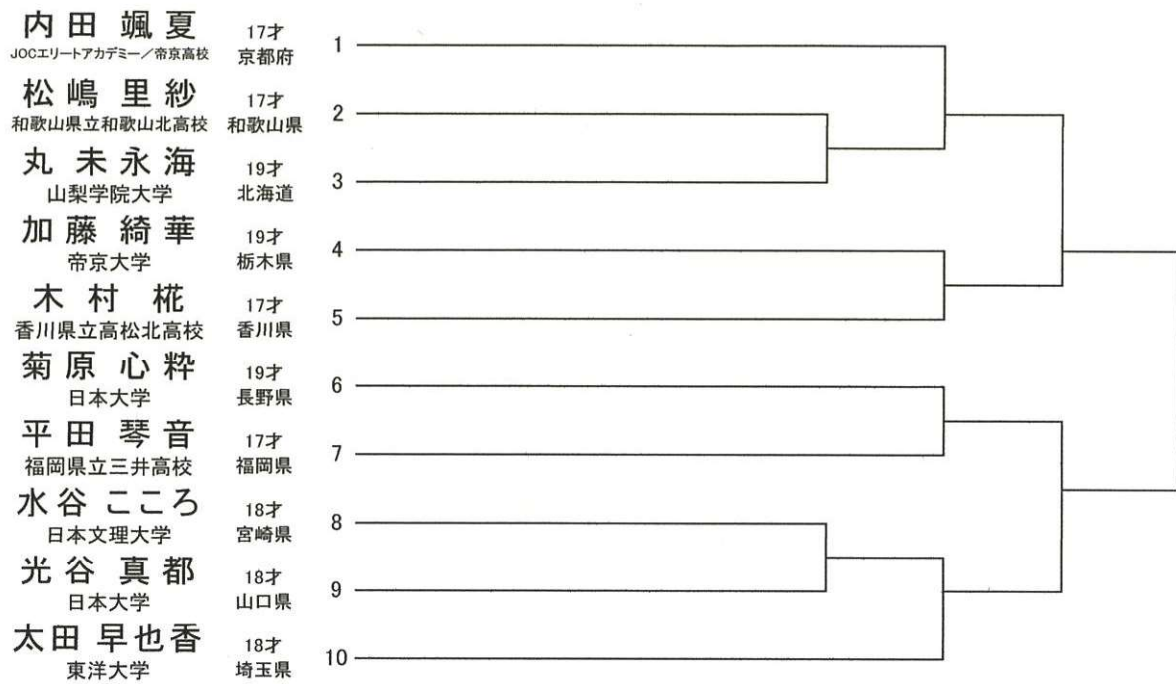 内田 颯夏 17才 1
JOCエリートアカデミー/帝京高校 京都府
松嶋 里紗 17才 2
和歌山県立和歌山北高校 和歌山県
丸 未永海 19才 3
山梨学院大学 北海道
加藤 綺華 19才 4
帝京大学 栃木県
木村 椛 17才 5
香川県立高松北高校 香川県
菊原 心粋 19才 6
日本大学 長野県
平田 琴音 17才 7
福岡県立三井高校 福岡県
水谷 こころ 18才 8
日本文理大学 宮崎県
光谷 真都 18才 9
日本大学 山口県
太田 早也香 18才 10
東洋大学 埼玉県